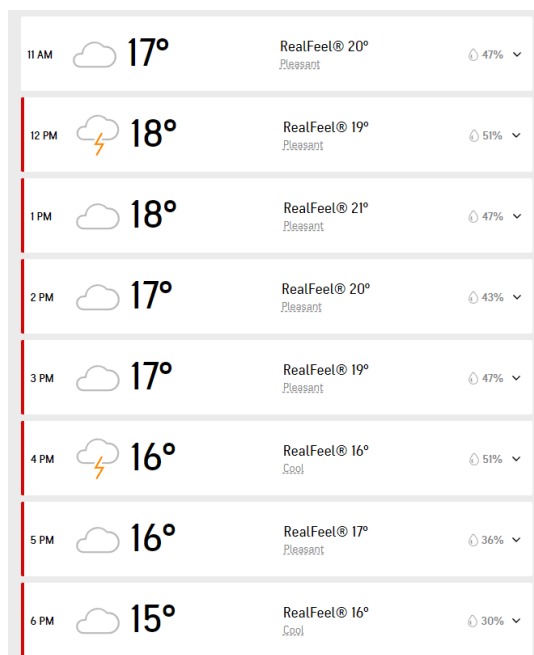 11 AM 17° RealFeel® 20° 47%
Pleasant
12 PM 18° RealFeel® 19° 51%
Pleasant
1 PM 18° RealFeel® 21° 47%
Pleasant
2 PM 17° RealFeel® 20° 43%
Pleasant
3 PM 17° RealFeel® 19° 47%
Pleasant
4 PM 16° RealFeel® 16° 51%
Cool
5 PM 16° RealFeel® 17° 36%
Pleasant
6 PM 15° RealFeel® 16° 30%
Cool